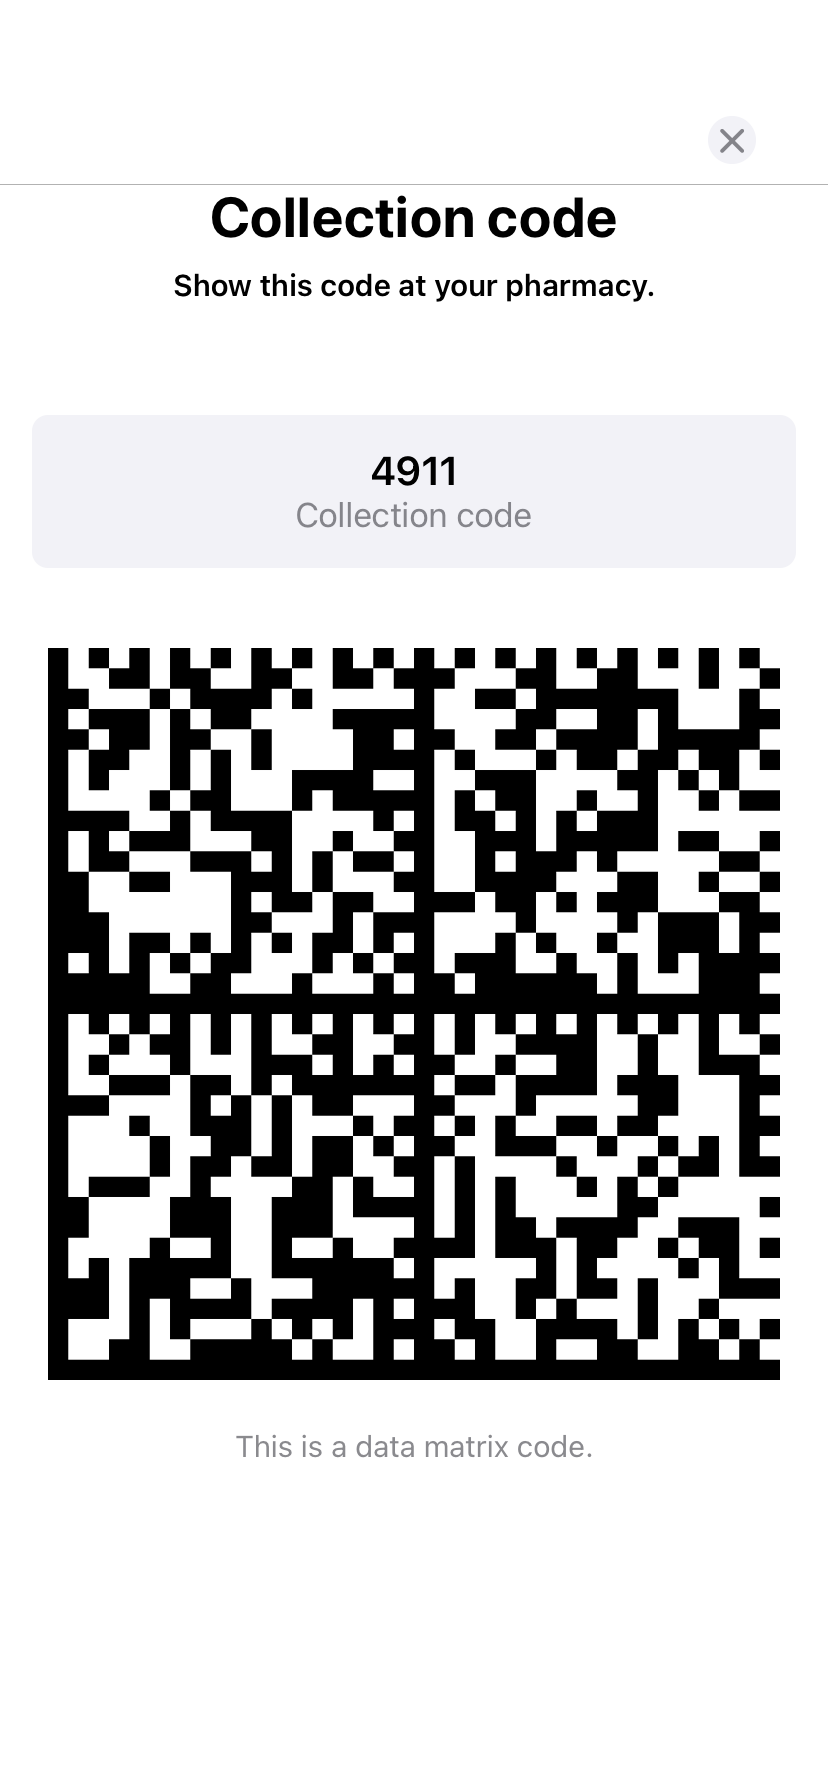 Collection code
Show this code at your pharmacy.
4911
Collection code
This is a data matrix code.